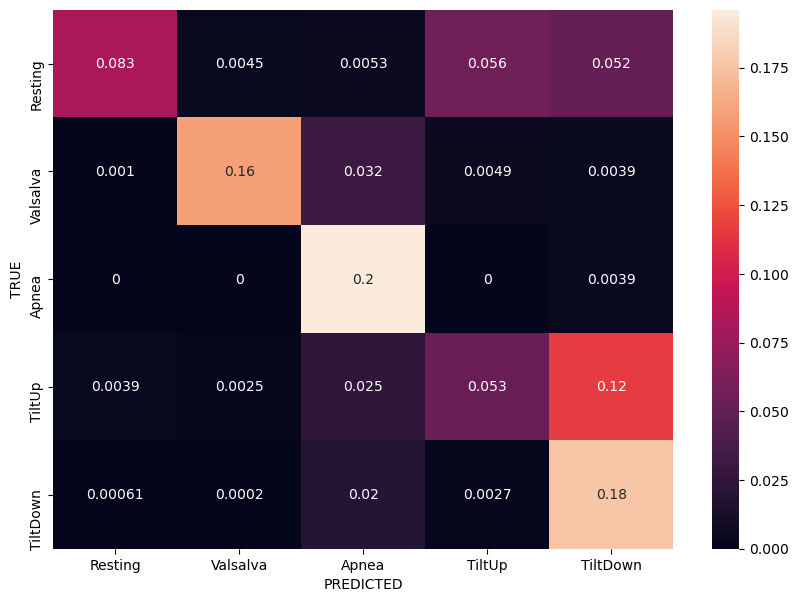 Resting 0.083 0.0045 0.0053 0.056 0.052
Valsalva 0.001 0.16 0.032 0.0049 0.0039
Apnea 0 0 0.2 0 0.0039
TiltUp 0.0039 0.0025 0.025 0.053 0.12
TiltDown 0.00061 0.0002 0.02 0.0027 0.18
TRUE
Resting Valsalva Apnea TiltUp TiltDown
PREDICTED
0.175
0.150
0.125
0.100
0.075
0.050
0.025
0.000